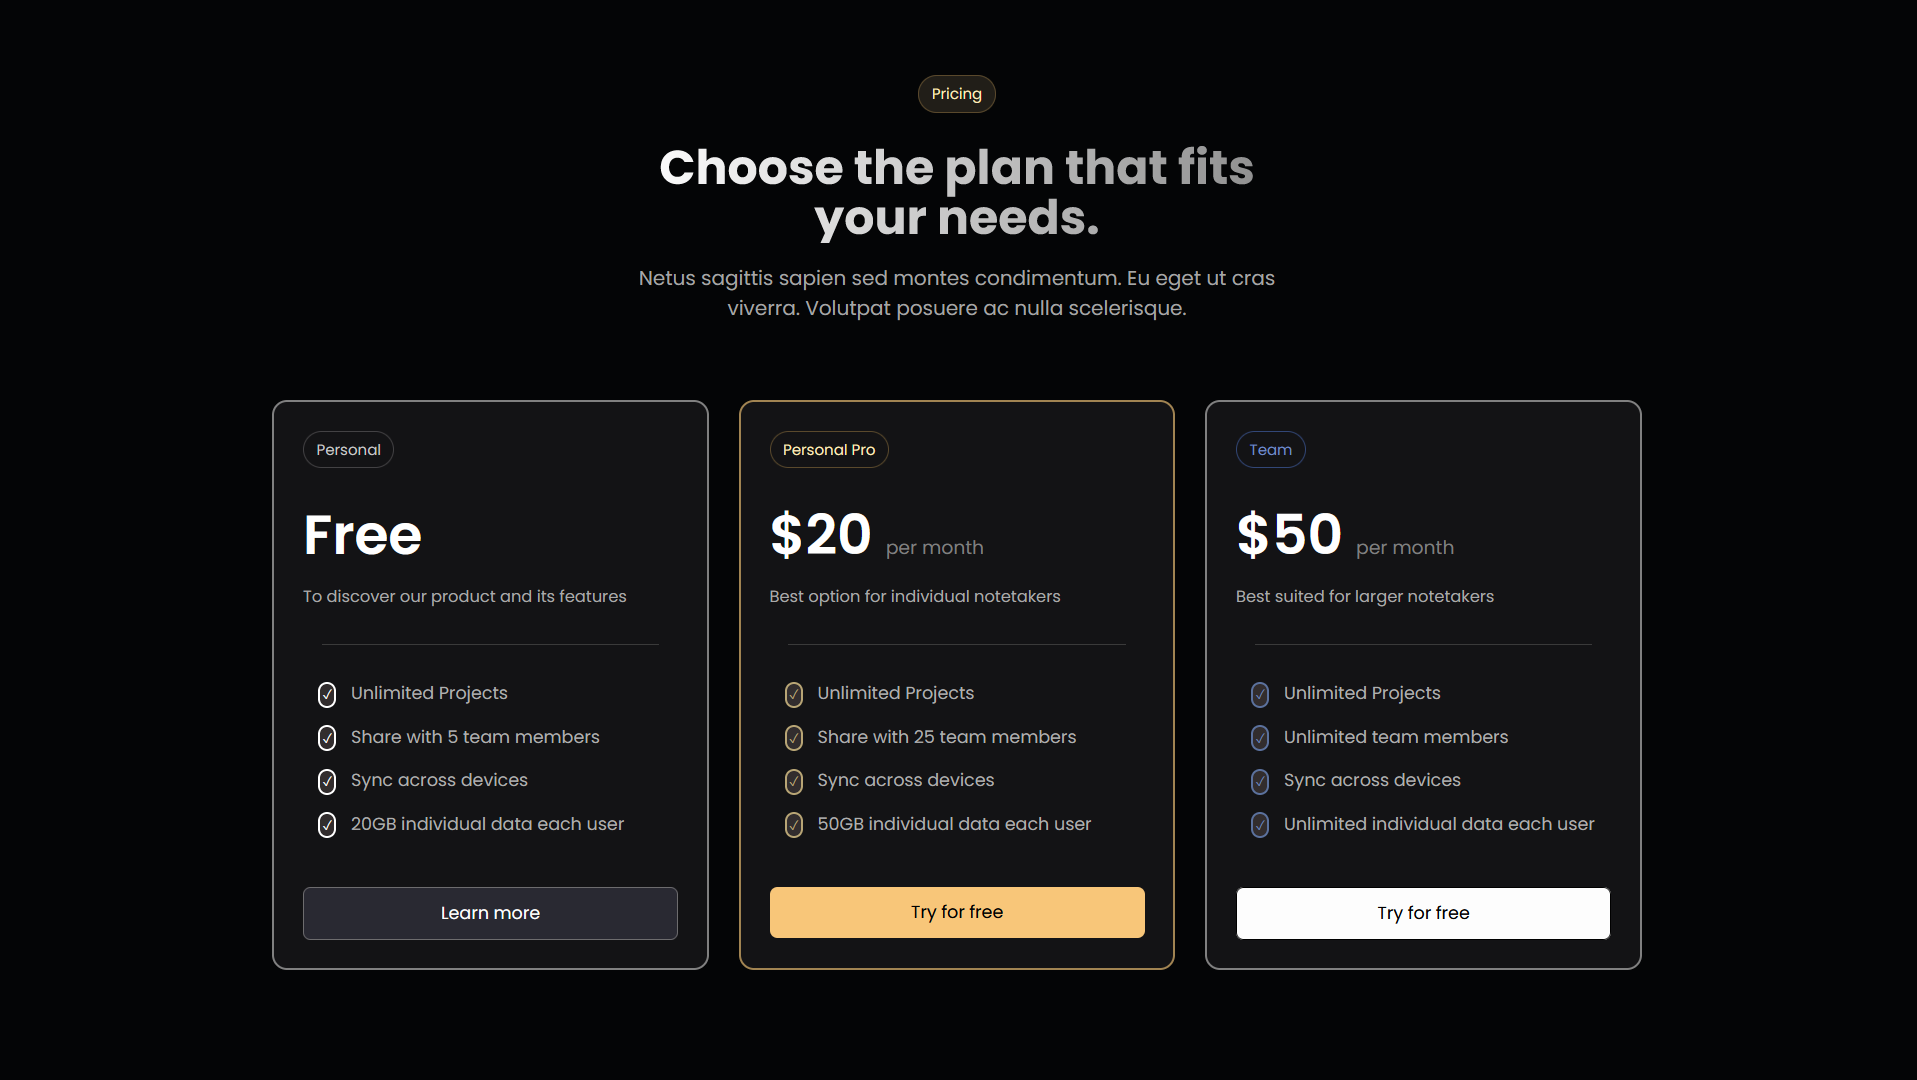 Pricing
Choose the plan that fits
your needs.
Netus sagittis sapien sed montes condimentum. Eu eget ut cras
viverra. Volutpat posuere ac nulla scelerisque.
Personal
Free
To discover our product and its features
Unlimited Projects
Share with 5 team members
Sync across devices
20GB individual data each user
Learn more
Personal Pro
$20 per month
Best option for individual notetakers
Unlimited Projects
Share with 25 team members
Sync across devices
50GB individual data each user
Try for free
Team
$50 per month
Best suited for larger notetakers
Unlimited Projects
Unlimited team members
Sync across devices
Unlimited individual data each user
Try for free